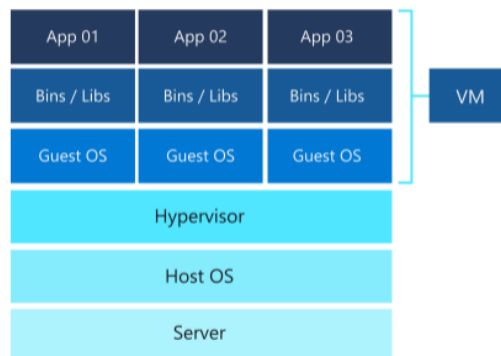 App 01 App 02 App 03
Bins / Libs Bins / Libs Bins / Libs
VM
Guest OS Guest OS Guest OS
Hypervisor
Host OS
Server